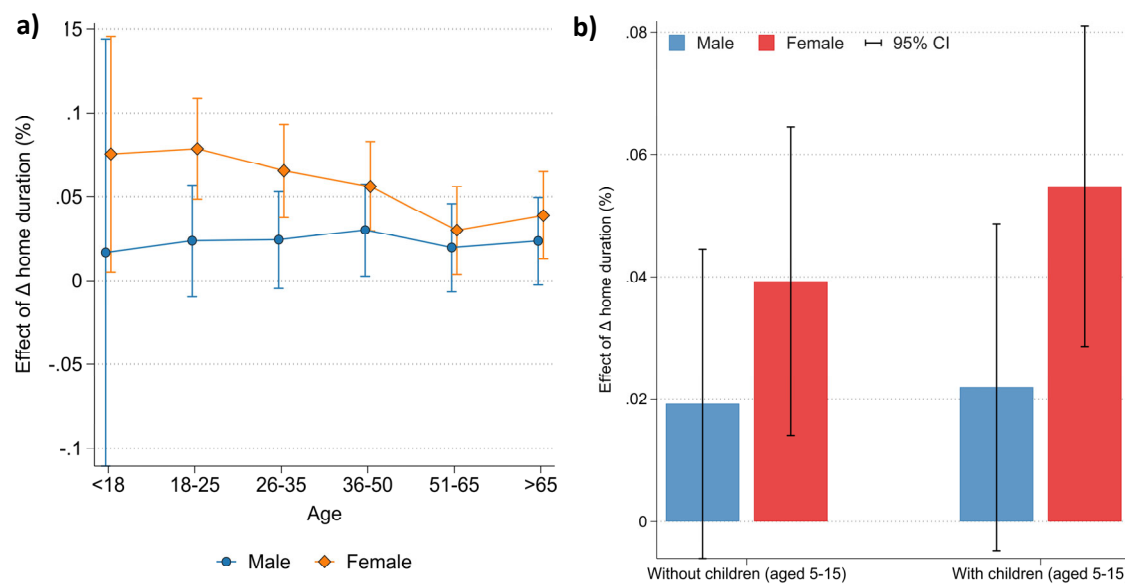 a)
Effect of Δ home duration (%)
15
.1
.05
0
-.05
-.1
<18 18-25 26-35 36-50 51-65 >65
Age
Male Female
b)
Male Female 95% CI
Effect of Δ home duration (%)
.08
.06
.04
.02
0
Without children (aged 5-15) With children (aged 5-15